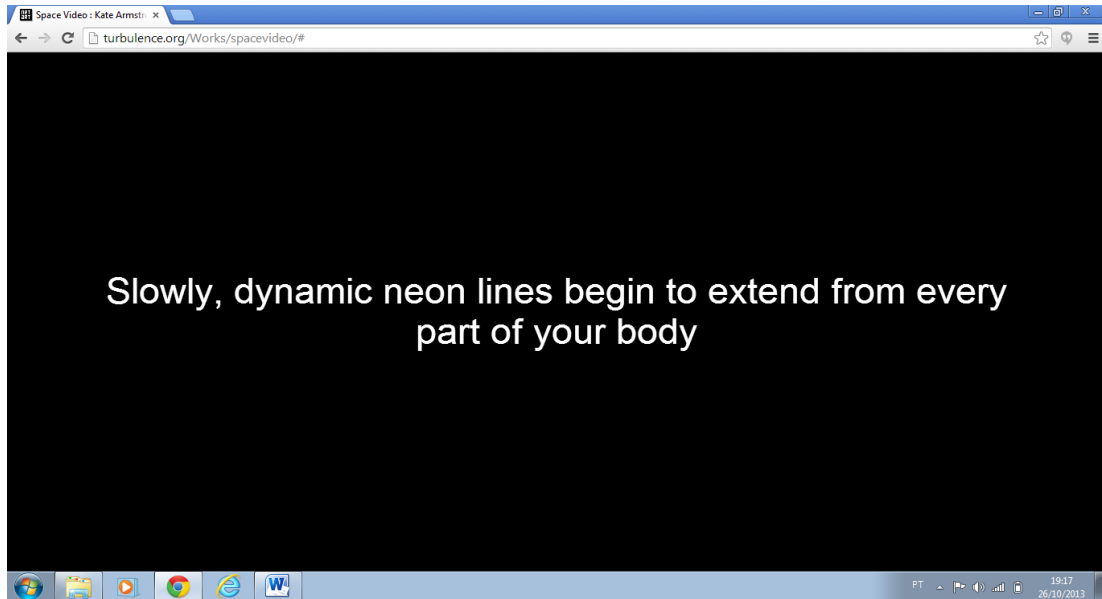 Space Video : Kate Armstr
turbulence.org/Works/spacevideo/#
Slowly, dynamic neon lines begin to extend from every
part of your body
PT
19:17
26/10/2013